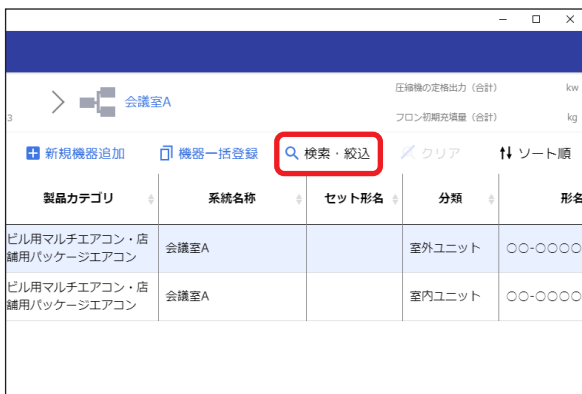 圧縮機の定格出力（合計） kw
会議室A
3
フロン初期充填量（合計） kg
新規機器追加 機器一括登録 検索・絞込 クリア ソート順
製品カテゴリ 系統名称 セット形名 分類 形名
ビル用マルチエアコン・店
舗用パッケージエアコン
会議室A 室外ユニット ○○-○○○○
ビル用マルチエアコン・店
舗用パッケージエアコン
会議室A 室内ユニット ○○-○○○○